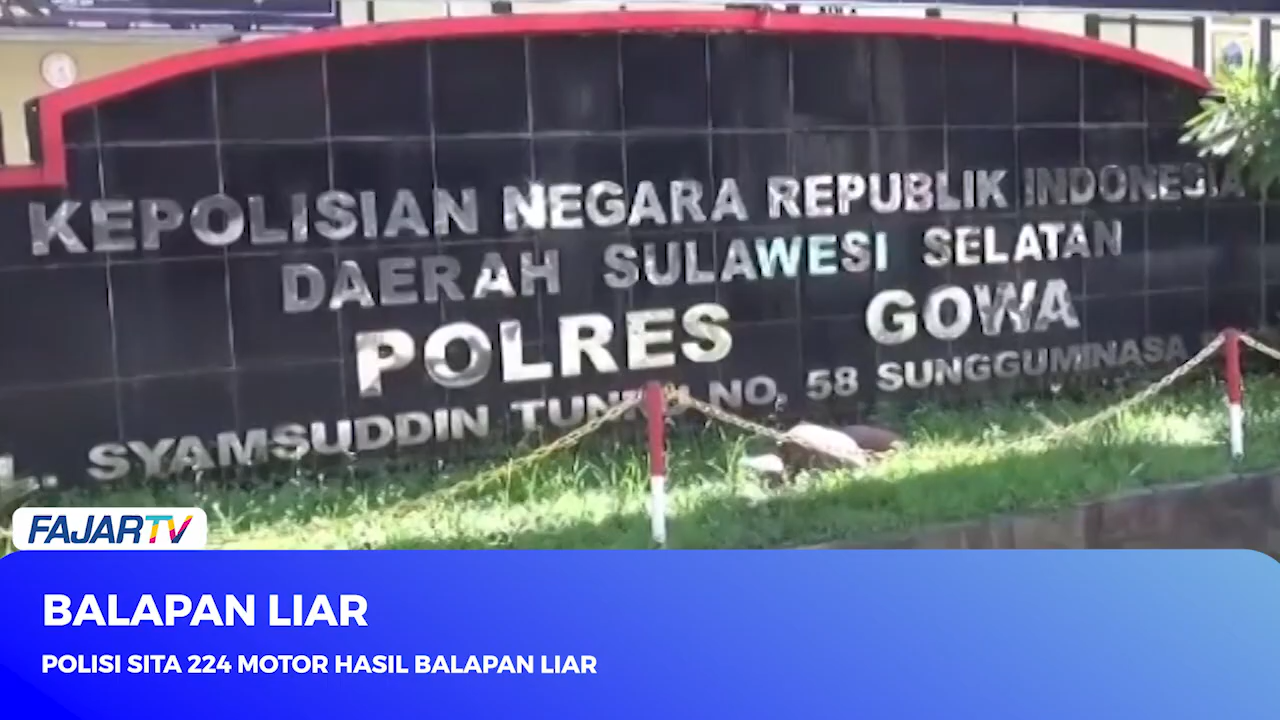 KEPOLISIAN NEGARA REPUBLIK INDONESIA
DAERAH SULAWESI SELATAN
POLRES GOWA
SYAMSUDDIN TUNRU NO. 58 SUNGGUMINASA
FAJARTV
BALAPAN LIAR
POLISI SITA 224 MOTOR HASIL BALAPAN LIAR